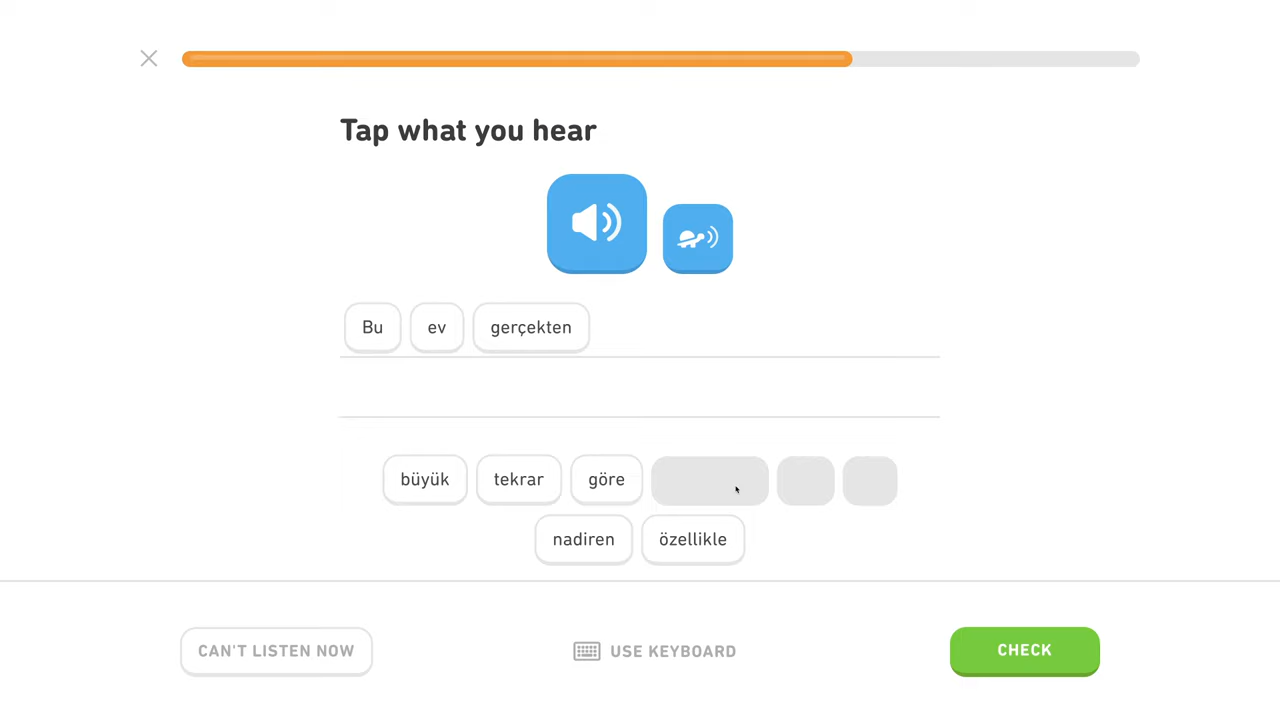 Tap what you hear
Bu ev gerçekten
büyük tekrar göre
nadiren özellikle
CAN'T LISTEN NOW USE KEYBOARD CHECK